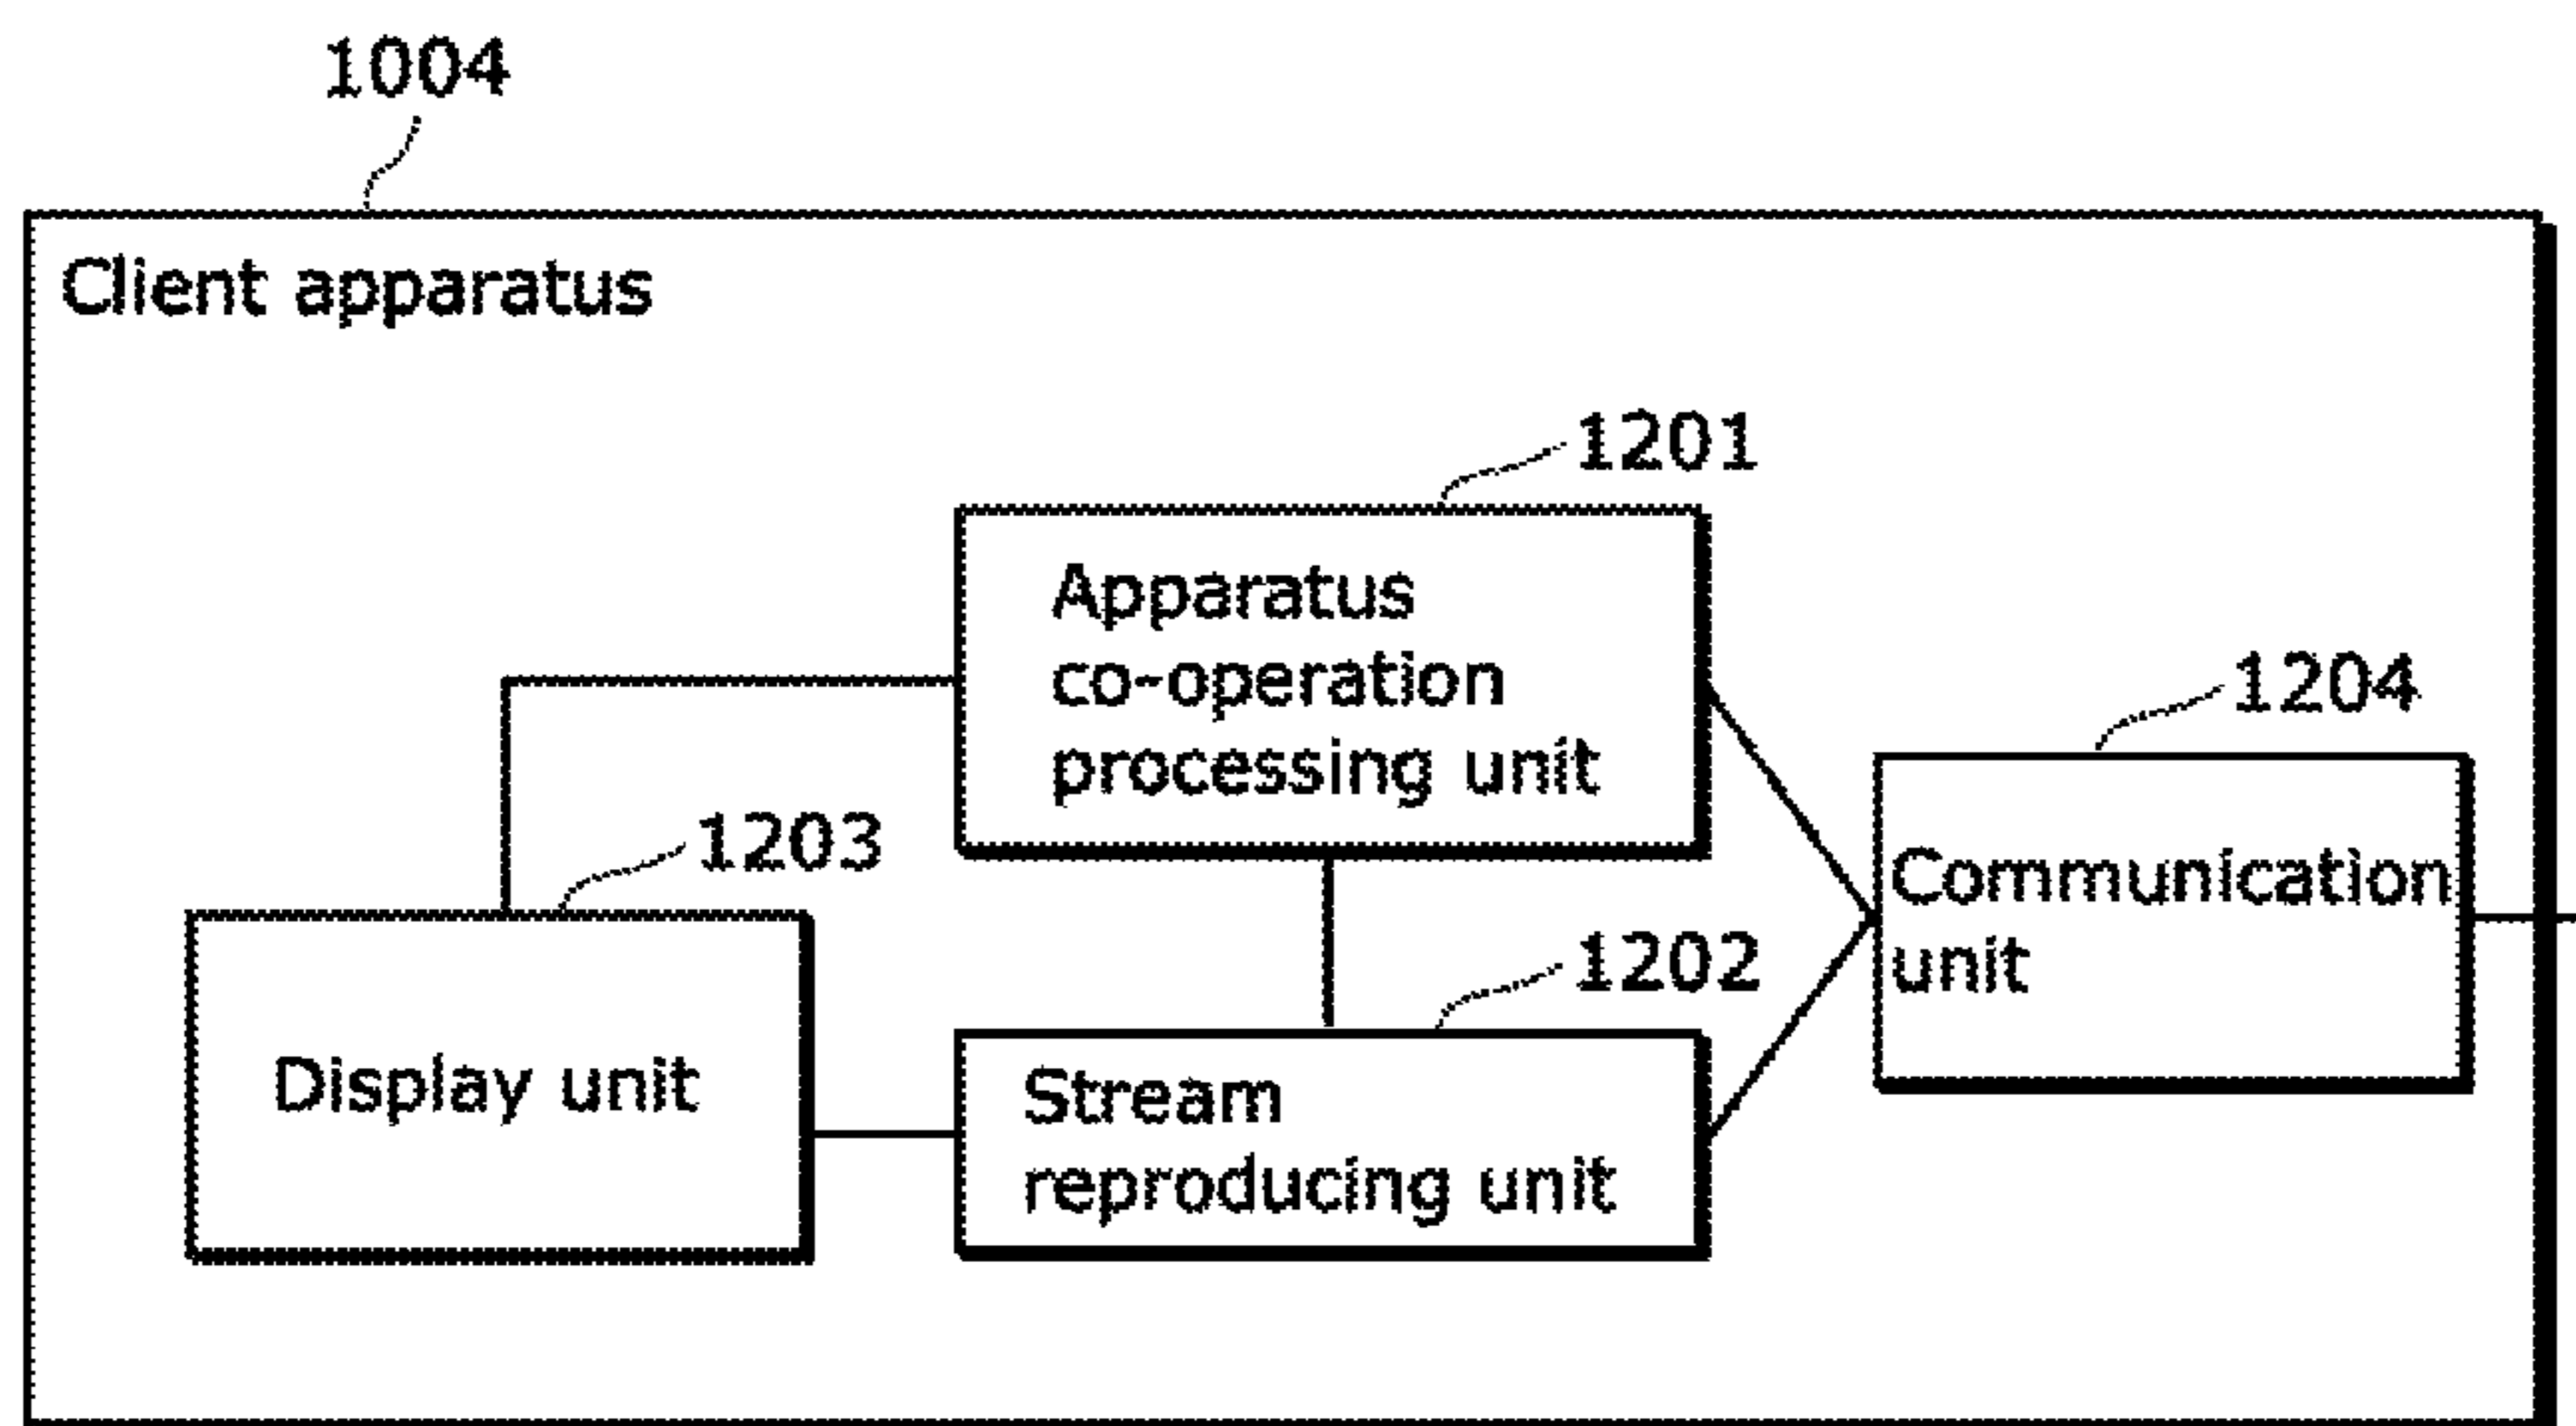 1004
Client apparatus
1201
Apparatus
co-operation
processing unit
1204
Communication
unit
1203
Display unit
1202
Stream
reproducing unit